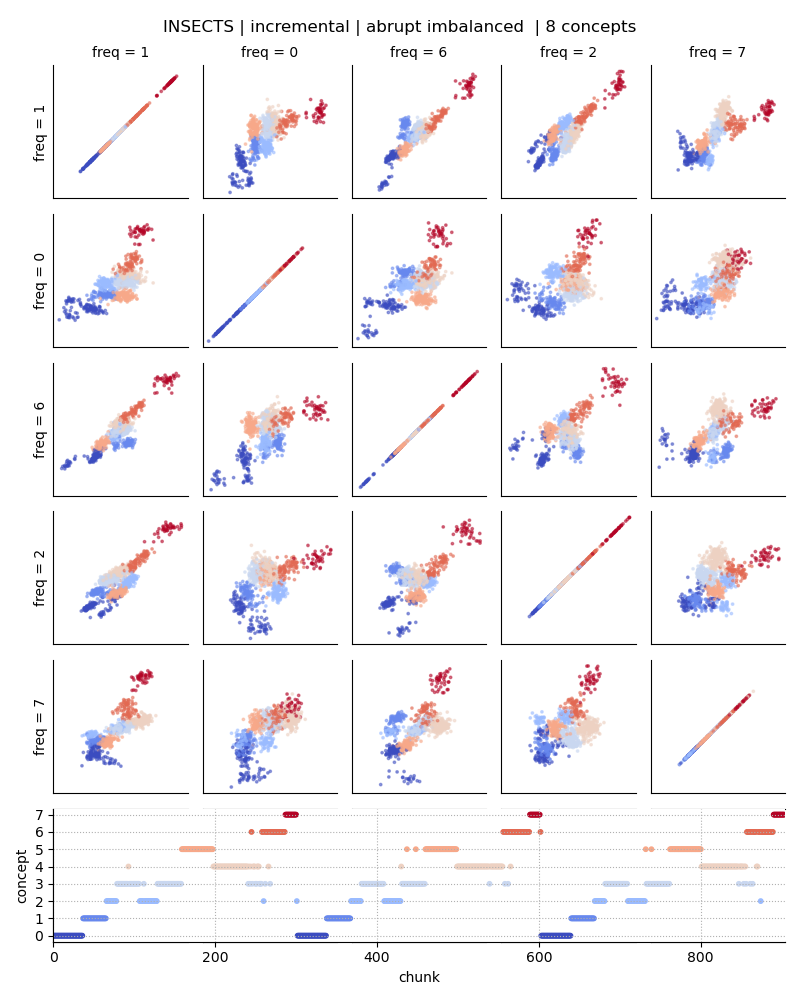 INSECTS | incremental | abrupt imbalanced | 8 concepts
freq = 1 freq = 0 freq = 6 freq = 2 freq = 7
freq = 1
freq = 0
freq = 6
freq = 2
freq = 7
concept
7
6
5
4
3
2
1
0
0 200 400 600 800
chunk